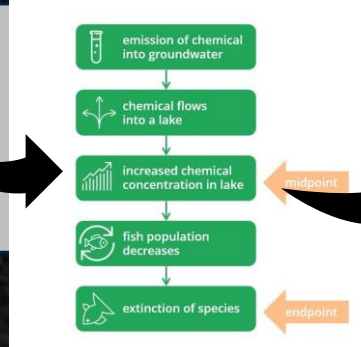 emission of chemical
into groundwater
chemical flows
into a lake
increased chemical
concentration in lake
midpoint
fish population
decreases
extinction of species
endpoint